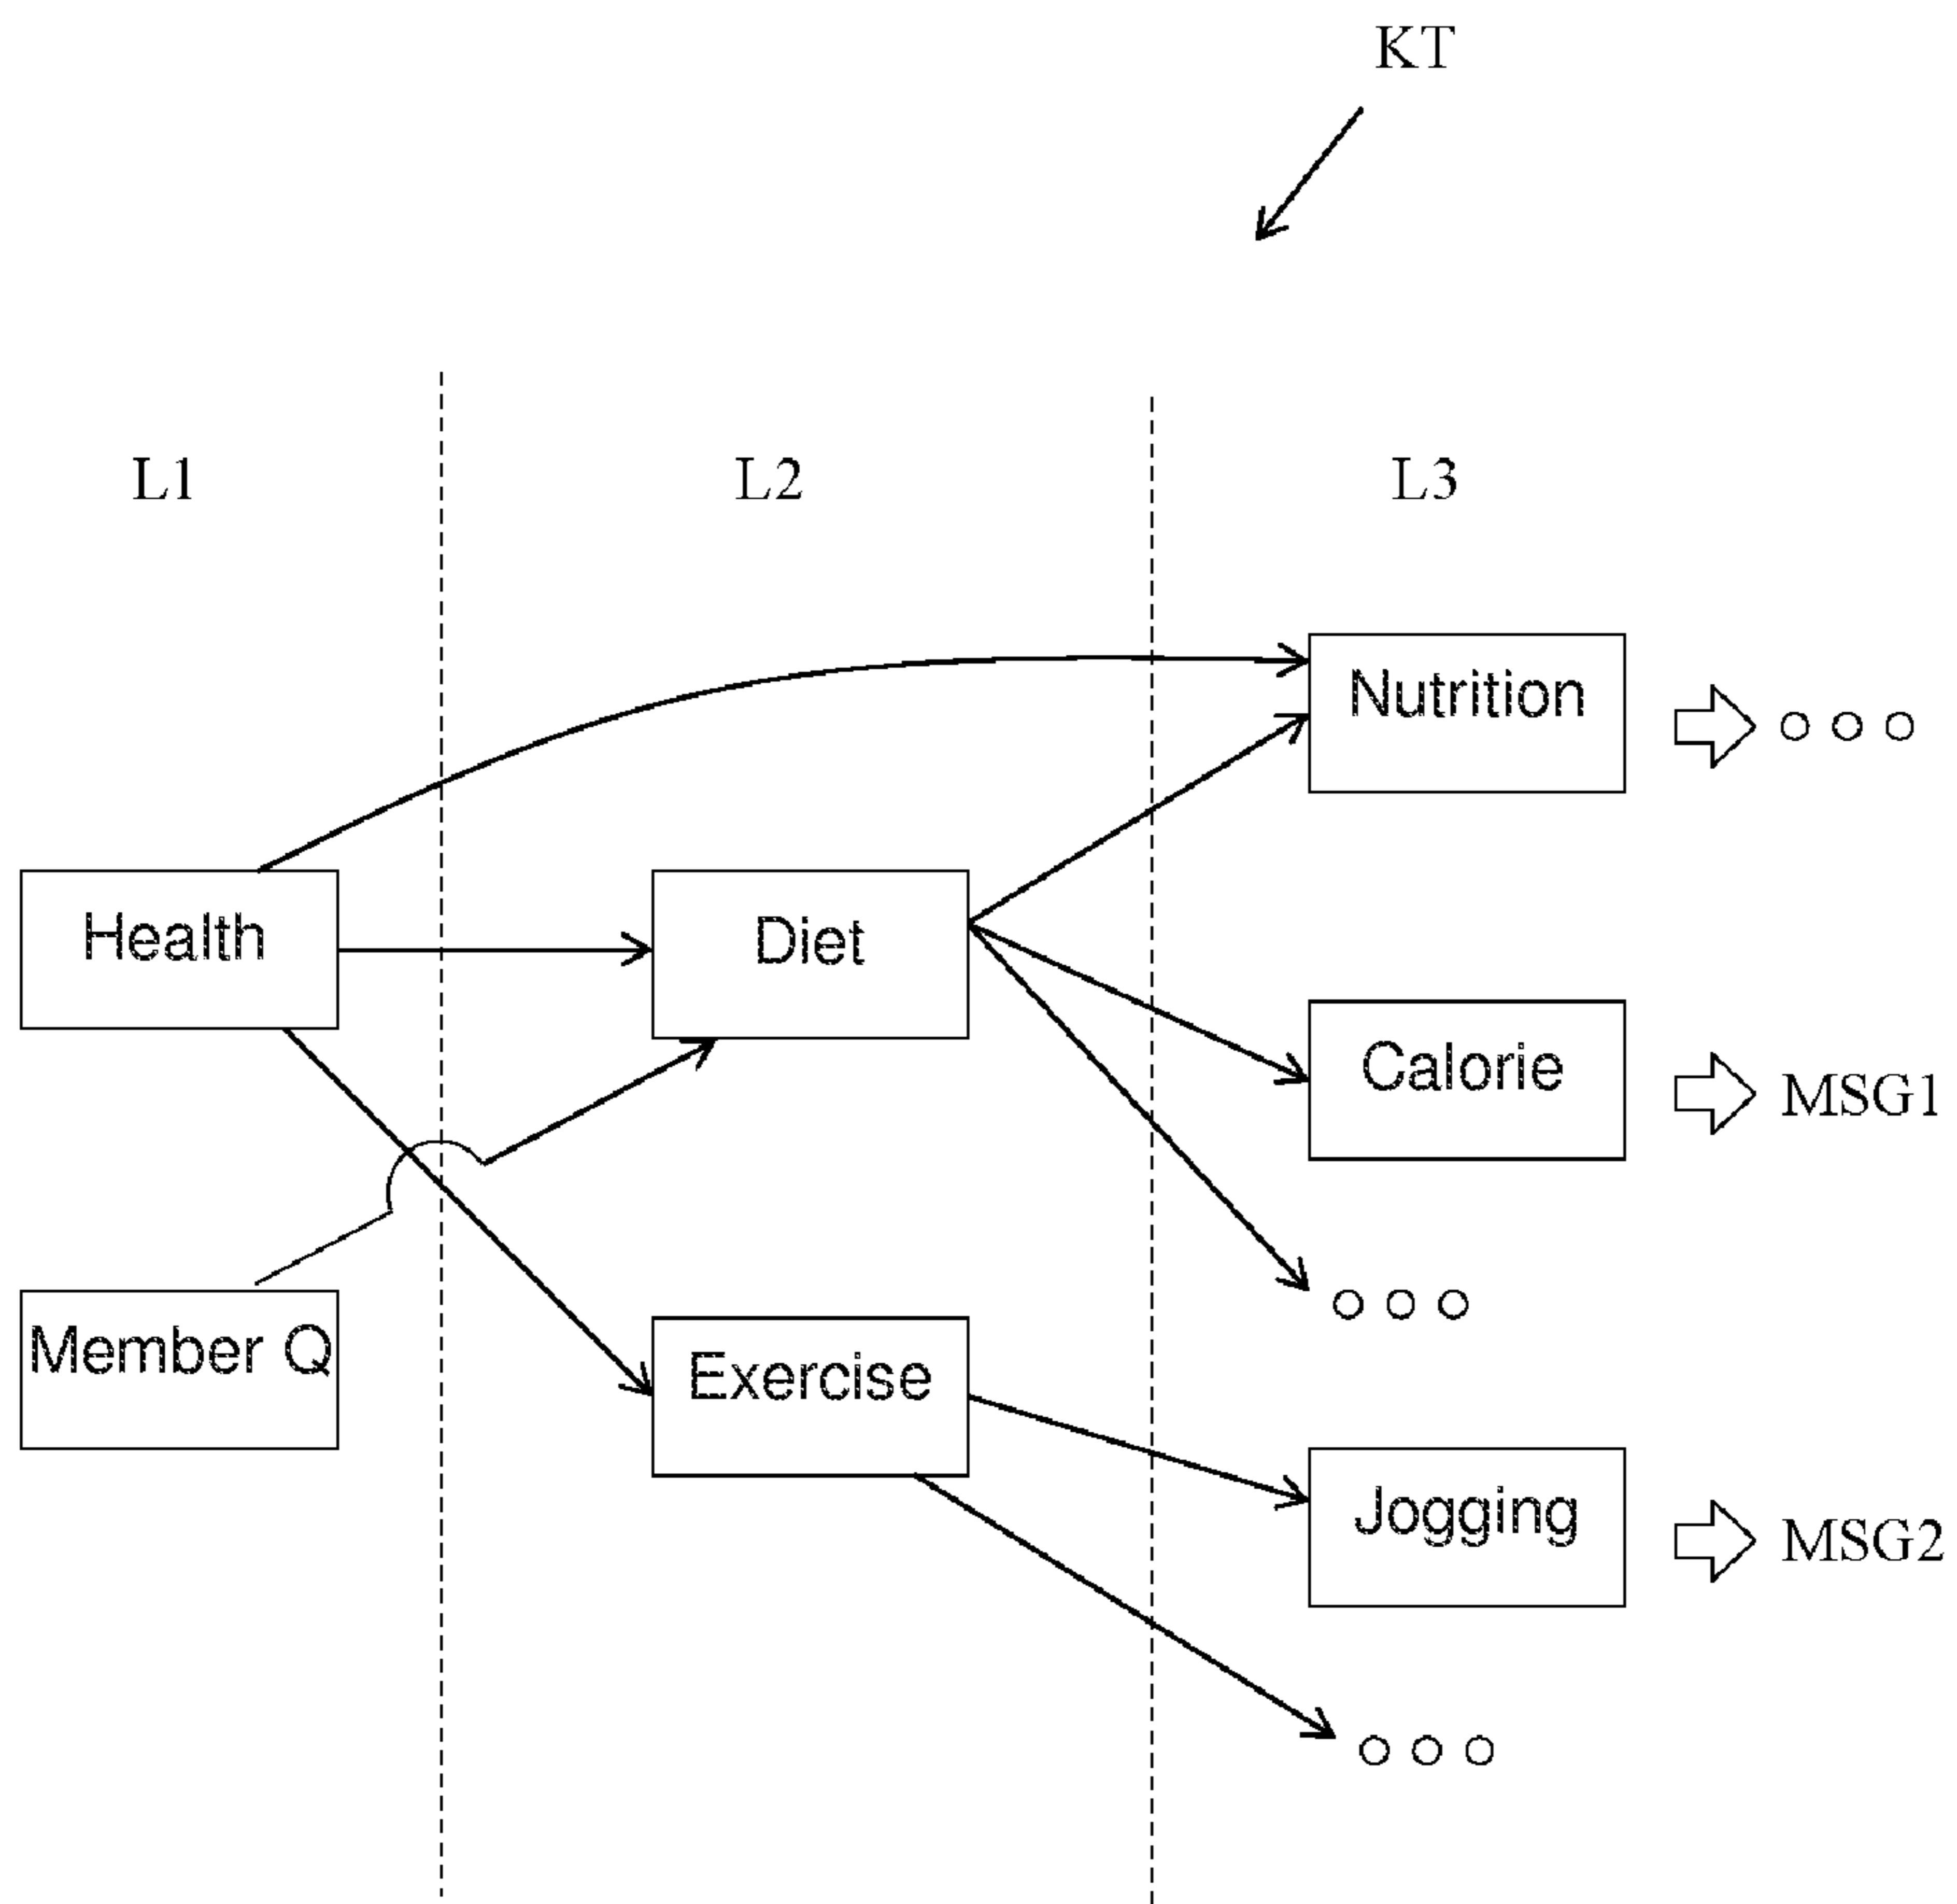 KT
L1
L2
L3
Nutrition
Health
Diet
Calorie
MSG1
Member Q
Exercise
Jogging
MSG2